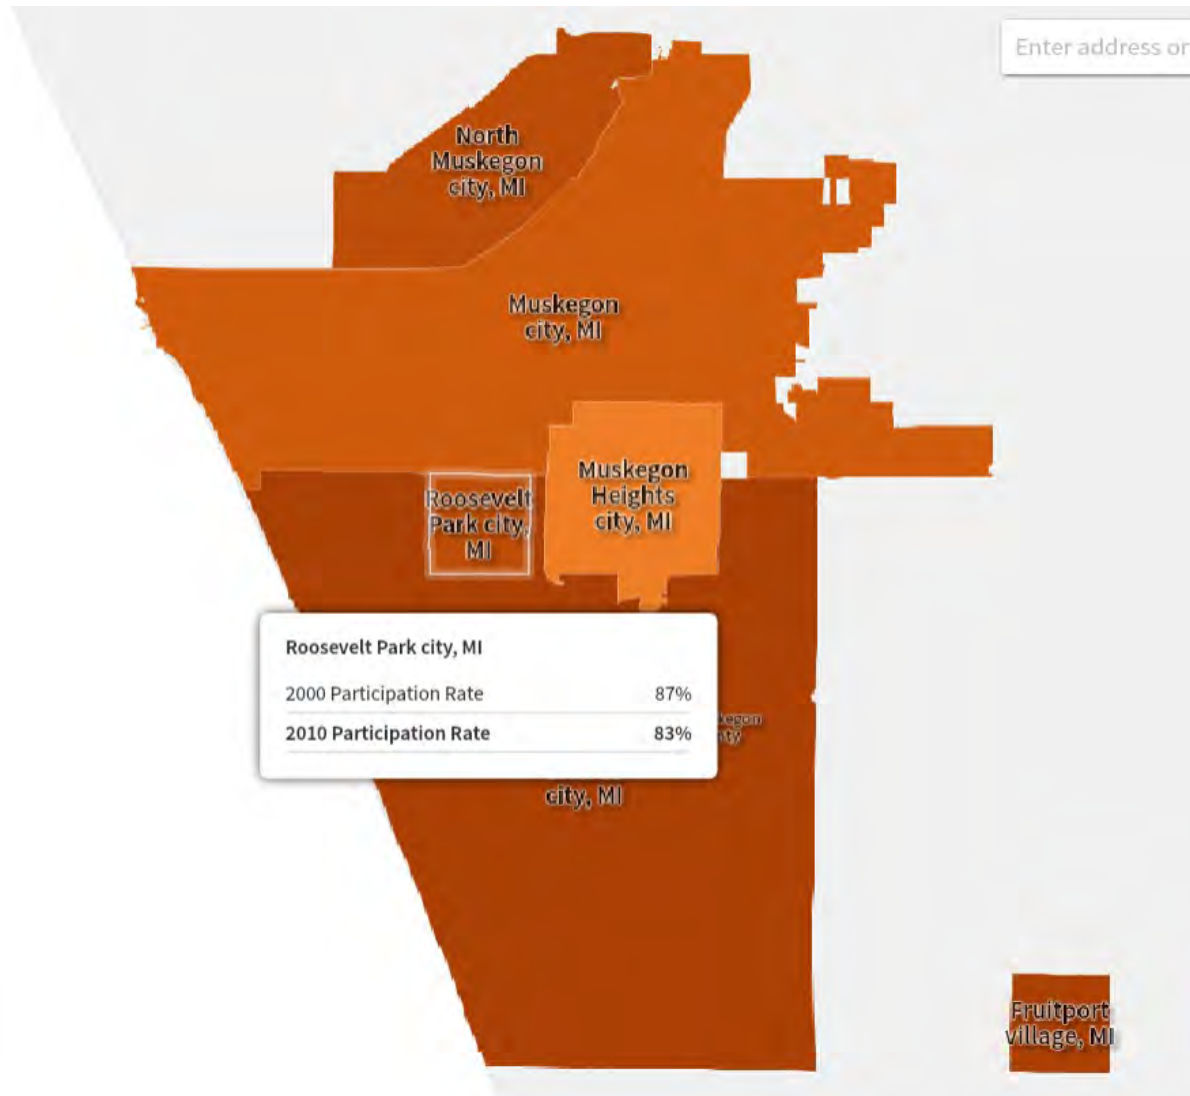 Enter address or
North
Muskegon
city, MI
Muskegon
city, MI
Muskegon
Heights
city, MI
Roosevelt
Park city,
MI
Roosevelt Park city, MI
2000 Participation Rate 87%
2010 Participation Rate 83%
city, MI
Fruitport
village, MI